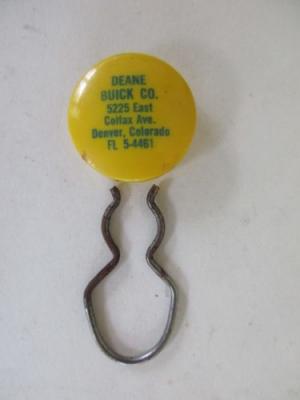 DEANE
BUICK CO.
5225 East
Colfax Ave.
Denver, Colorado
FL 5-4461